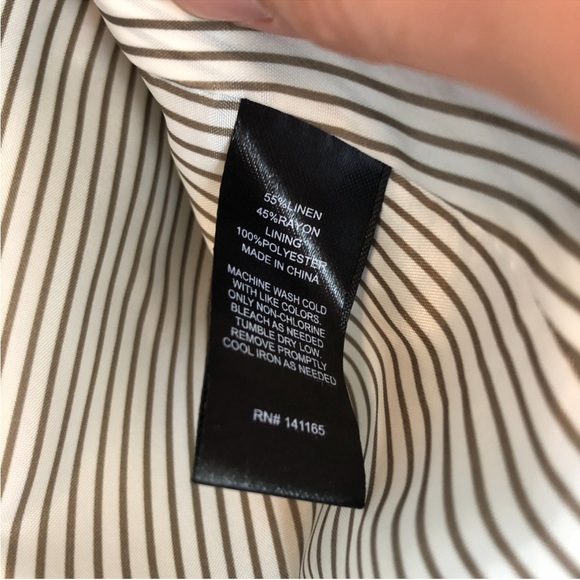 55%LINEN
45%RAYON
LINING
100%POLYESTER
MADE IN CHINA
MACHINE WASH COLD
WITH LIKE COLORS
ONLY NON-CHLORINE
BLEACH AS NEEDED
TUMBLE DRY LOW,
REMOVE PROMPTLY
COOL IRON AS NEEDED
RN# 141165